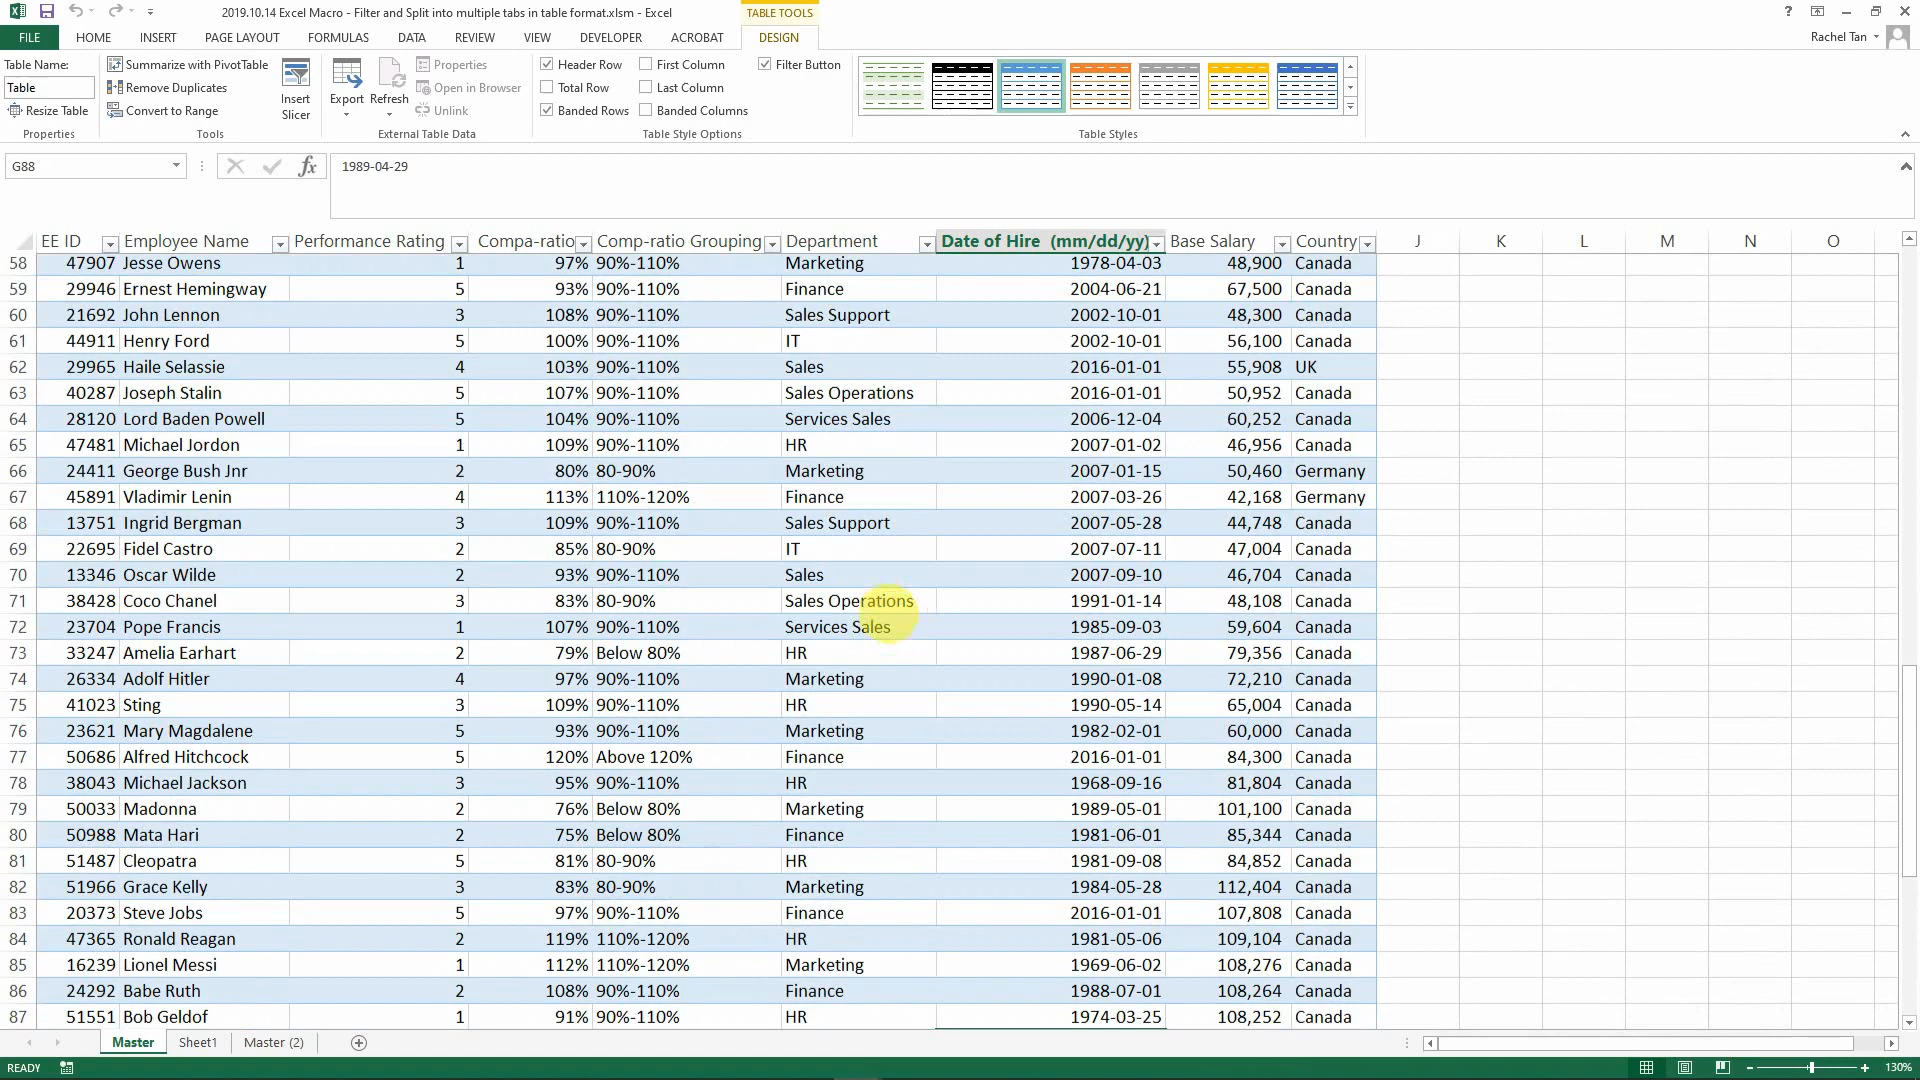 2019.10.14 Excel Macro - Filter and Split into multiple tabs in table format.xlsm - Excel
TABLE TOOLS
?
FILE HOME INSERT PAGE LAYOUT FORMULAS DATA REVIEW VIEW DEVELOPER ACROBAT DESIGN
Rachel Tan
Table Name:
Table
Resize Table
Properties
Summarize with PivotTable
Remove Duplicates
Convert to Range
Insert Slicer
Tools
Export
Refresh
Properties
Open in Browser
Unlink
External Table Data
Header Row
Total Row
Banded Rows
First Column
Last Column
Banded Columns
Filter Button
Table Style Options
Table Styles
G88
fx
1989-04-29
EE ID Employee Name Performance Rating Compa-ratio Comp-ratio Grouping Department Date of Hire (mm/dd/yy) Base Salary Country J K L M N O
58 47907 Jesse Owens 1 97% 90%-110% Marketing 1978-04-03 48,900 Canada
59 29946 Ernest Hemingway 5 93% 90%-110% Finance 2004-06-21 67,500 Canada
60 21692 John Lennon 3 108% 90%-110% Sales Support 2002-10-01 48,300 Canada
61 44911 Henry Ford 5 100% 90%-110% IT 2002-10-01 56,100 Canada
62 29965 Haile Selassie 4 103% 90%-110% Sales 2016-01-01 55,908 UK
63 40287 Joseph Stalin 5 107% 90%-110% Sales Operations 2016-01-01 50,952 Canada
64 28120 Lord Baden Powell 5 104% 90%-110% Services Sales 2006-12-04 60,252 Canada
65 47481 Michael Jordon 1 109% 90%-110% HR 2007-01-02 46,956 Canada
66 24411 George Bush Jnr 2 80% 80-90% Marketing 2007-01-15 50,460 Germany
67 45891 Vladimir Lenin 4 113% 110%-120% Finance 2007-03-26 42,168 Germany
68 13751 Ingrid Bergman 3 109% 90%-110% Sales Support 2007-05-28 44,748 Canada
69 22695 Fidel Castro 2 85% 80-90% IT 2007-07-11 47,004 Canada
70 13346 Oscar Wilde 2 93% 90%-110% Sales 2007-09-10 46,704 Canada
71 38428 Coco Chanel 3 83% 80-90% Sales Operations 1991-01-14 48,108 Canada
72 23704 Pope Francis 1 107% 90%-110% Services Sales 1985-09-03 59,604 Canada
73 33247 Amelia Earhart 2 79% Below 80% HR 1987-06-29 79,356 Canada
74 26334 Adolf Hitler 4 97% 90%-110% Marketing 1990-01-08 72,210 Canada
75 41023 Sting 3 109% 90%-110% HR 1990-05-14 65,004 Canada
76 23621 Mary Magdalene 5 93% 90%-110% Marketing 1982-02-01 60,000 Canada
77 50686 Alfred Hitchcock 5 120% Above 120% Finance 2016-01-01 84,300 Canada
78 38043 Michael Jackson 3 95% 90%-110% HR 1968-09-16 81,804 Canada
79 50033 Madonna 2 76% Below 80% Marketing 1989-05-01 101,100 Canada
80 50988 Mata Hari 2 75% Below 80% Finance 1981-06-01 85,344 Canada
81 51487 Cleopatra 5 81% 80-90% HR 1981-09-08 84,852 Canada
82 51966 Grace Kelly 3 83% 80-90% Marketing 1984-05-28 112,404 Canada
83 20373 Steve Jobs 5 97% 90%-110% Finance 2016-01-01 107,808 Canada
84 47365 Ronald Reagan 2 119% 110%-120% HR 1981-05-06 109,104 Canada
85 16239 Lionel Messi 1 112% 110%-120% Marketing 1969-06-02 108,276 Canada
86 24292 Babe Ruth 2 108% 90%-110% Finance 1988-07-01 108,264 Canada
87 51551 Bob Geldof 1 91% 90%-110% HR 1974-03-25 108,252 Canada
Master Sheet1 Master (2)
READY
130%